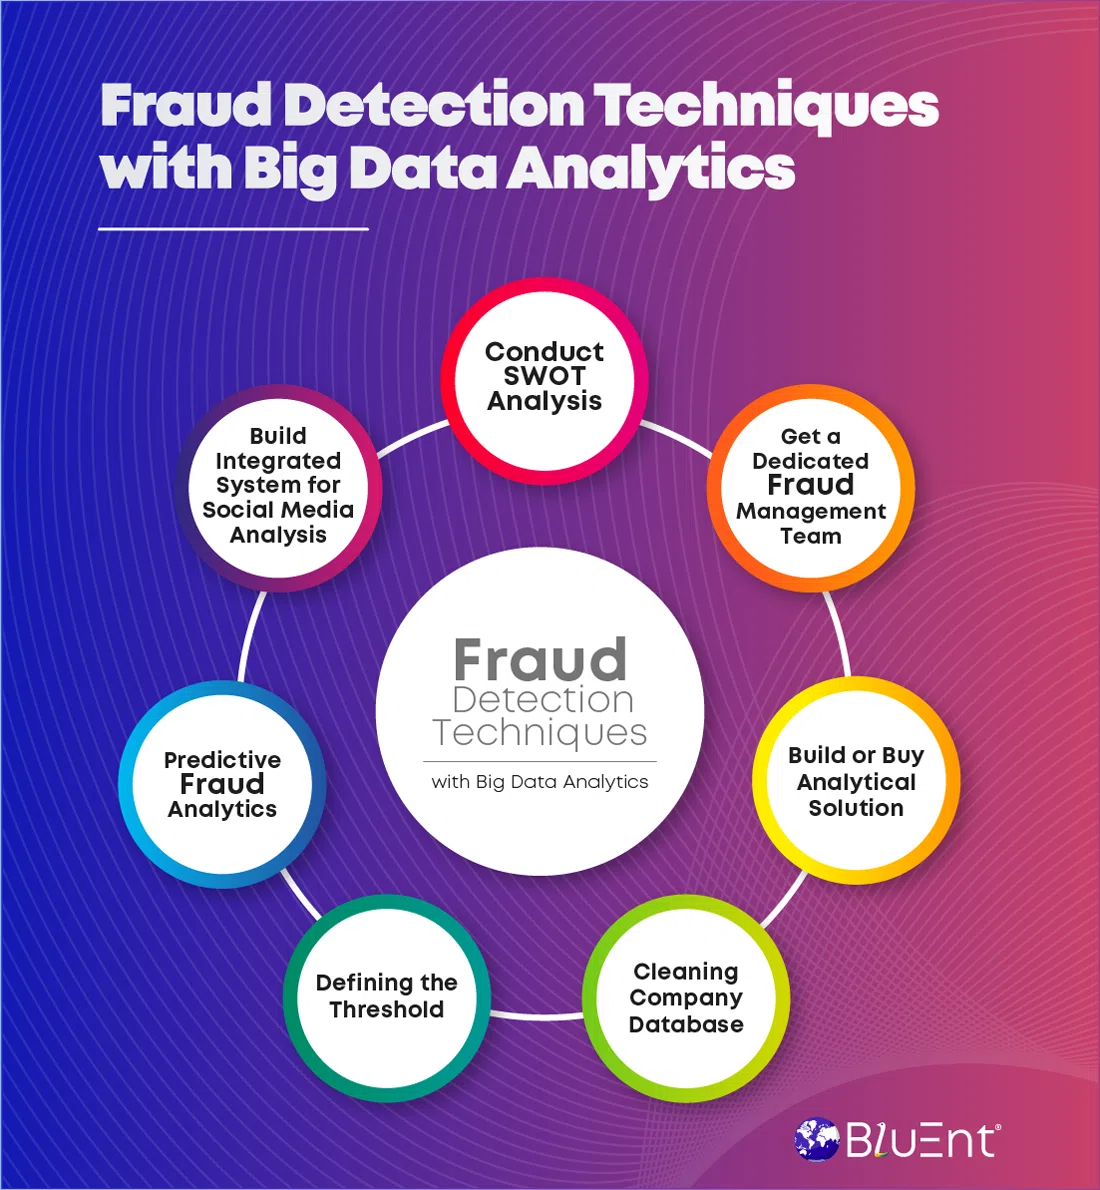 Fraud Detection Techniques
with Big Data Analytics
Conduct
SWOT
Analysis
Get a
Dedicated
Fraud
Management
Team
Build or Buy
Analytical
Solution
Cleaning
Company
Database
Defining the
Threshold
Predictive
Fraud
Analytics
Build
Integrated
System for
Social Media
Analysis
Fraud
Detection
Techniques
with Big Data Analytics
BluEnt®